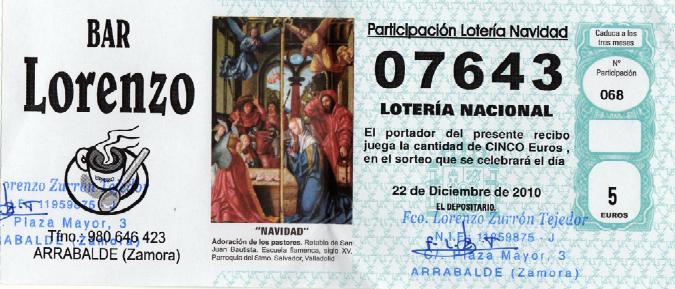 BAR
Lorenzo
Lorenzo Zurrón Tejedor
N.I.F. 11959875 - J
Plaza Mayor, 3
ARRABALDE (Zamora)
Tfno.: 980 646 423
ARRABALDE (Zamora)
"NAVIDAD"
Adoración de los pastores. Retablo de San
Juan Bautista. Escuela flamenca, siglo XV.
Parroquia del Stmo. Salvador, Valladolid
Participación Lotería Navidad
07643
LOTERÍA NACIONAL
El portador del presente recibo
juega la cantidad de CINCO Euros ,
en el sorteo que se celebrará el día
22 de Diciembre de 2010
EL DEPOSITARIO.
Fco. Lorenzo Zurrón Tejedor
N.I.F. 11959875 - J
C/. Plaza Mayor, 3
ARRABALDE (Zamora)
Caduca a los
tres meses
Nº
Participación
068
5
EUROS